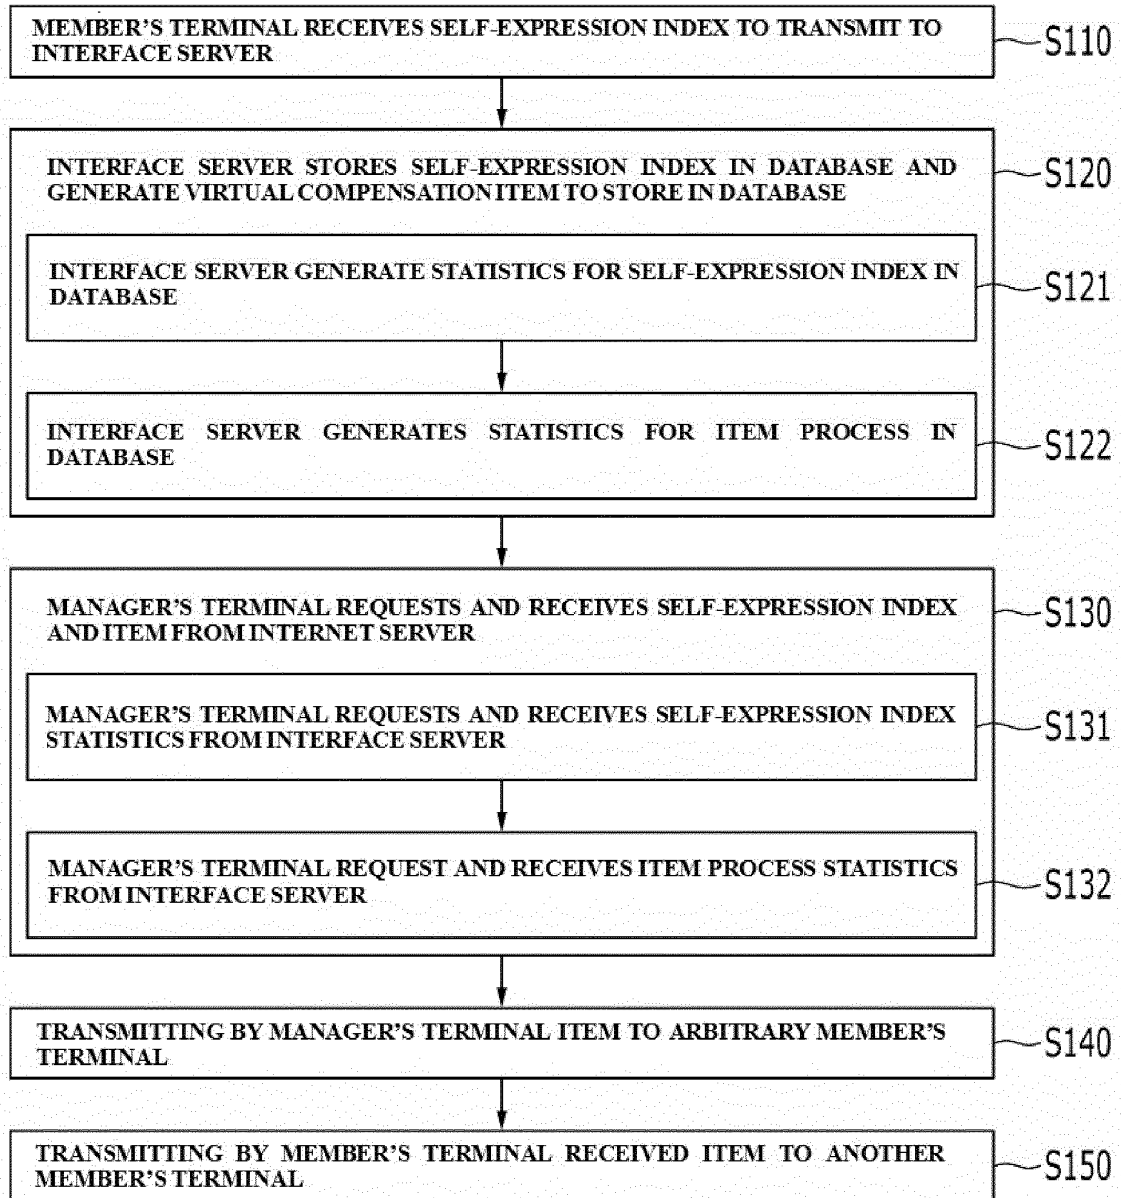 MEMBER'S TERMINAL RECEIVES SELF-EXPRESSION INDEX TO TRANSMIT TO
INTERFACE SERVER
S110
INTERFACE SERVER STORES SELF-EXPRESSION INDEX IN DATABASE AND
GENERATE VIRTUAL COMPENSATION ITEM TO STORE IN DATABASE
S120
INTERFACE SERVER GENERATE STATISTICS FOR SELF-EXPRESSION INDEX IN
DATABASE
S121
INTERFACE SERVER GENERATES STATISTICS FOR ITEM PROCESS IN
DATABASE
S122
MANAGER'S TERMINAL REQUESTS AND RECEIVES SELF-EXPRESSION INDEX
AND ITEM FROM INTERNET SERVER
S130
MANAGER'S TERMINAL REQUESTS AND RECEIVES SELF-EXPRESSION INDEX
STATISTICS FROM INTERFACE SERVER
S131
MANAGER'S TERMINAL REQUEST AND RECEIVES ITEM PROCESS STATISTICS
FROM INTERFACE SERVER
S132
TRANSMITTING BY MANAGER'S TERMINAL ITEM TO ARBITRARY MEMBER'S
TERMINAL
S140
TRANSMITTING BY MEMBER'S TERMINAL RECEIVED ITEM TO ANOTHER
MEMBER'S TERMINAL
S150